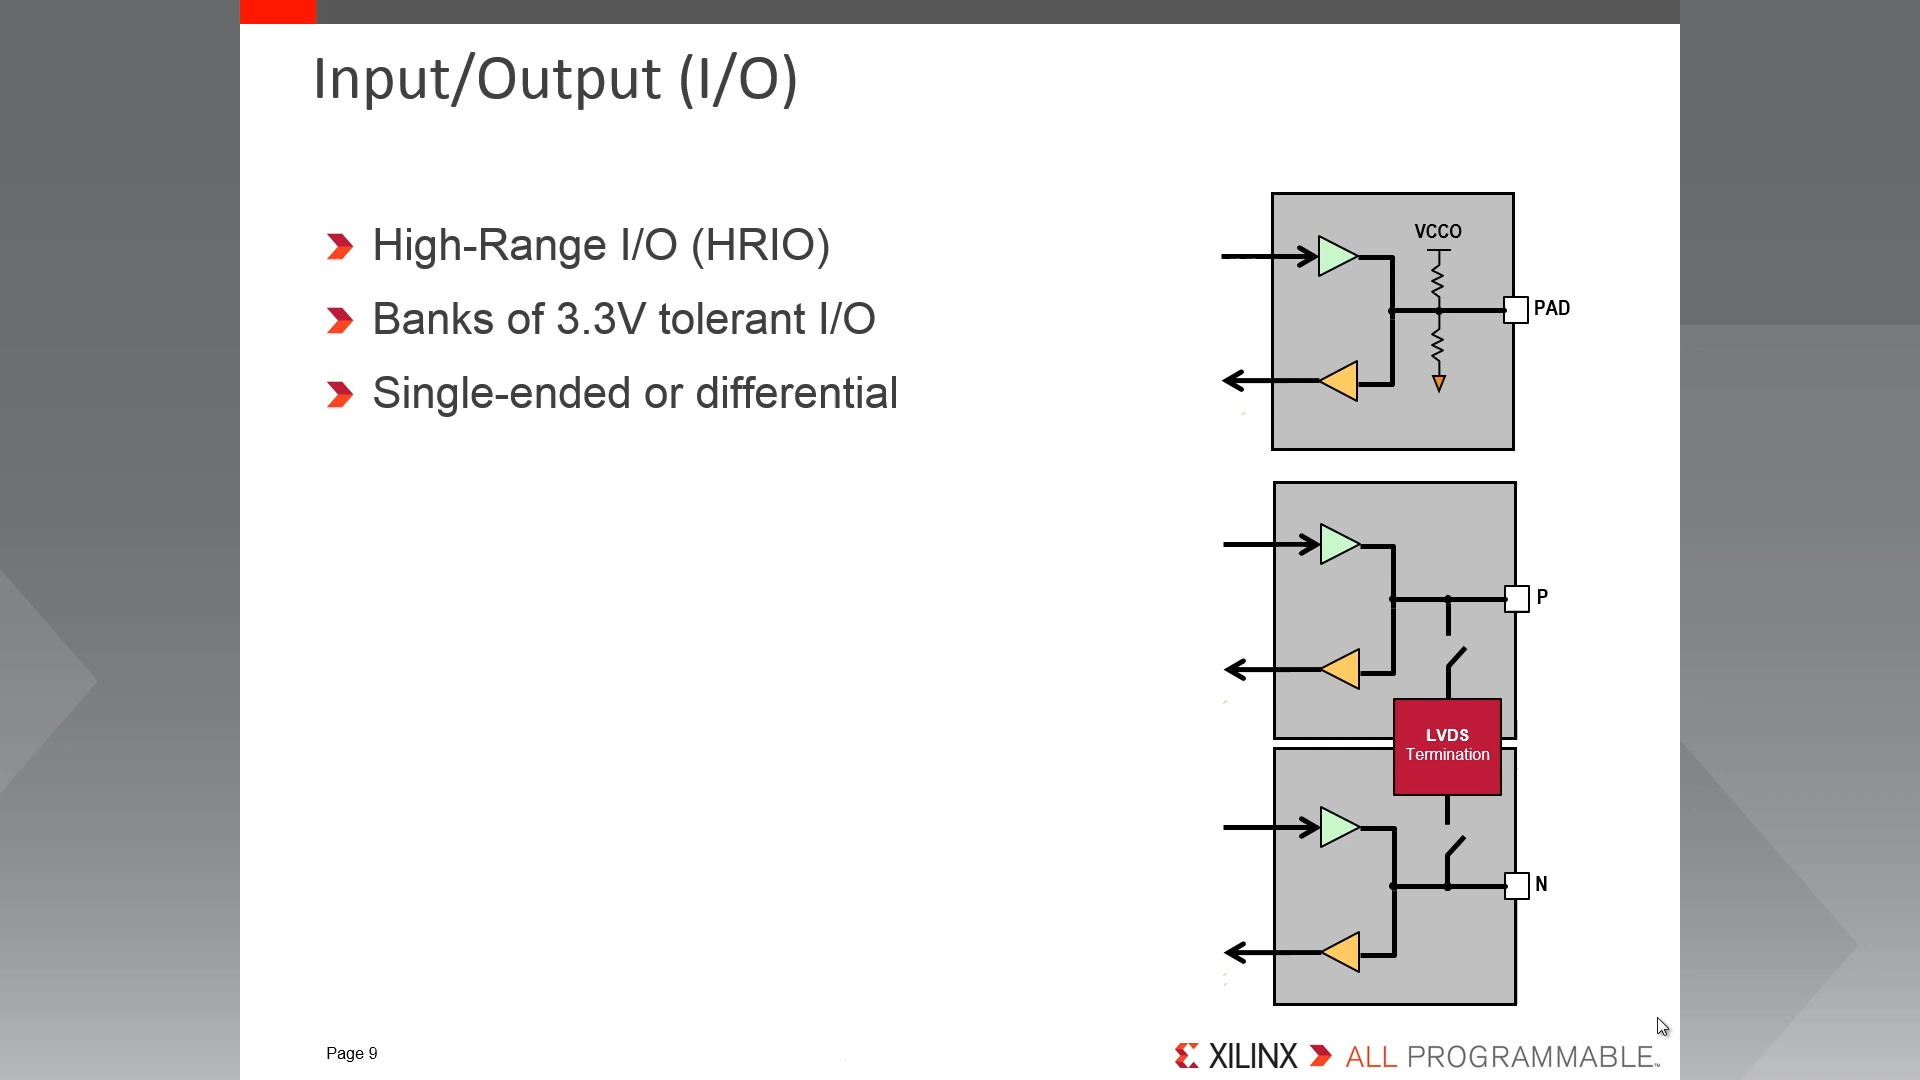 Input/Output (I/O)
High-Range I/O (HRIO)
Banks of 3.3V tolerant I/O
Single-ended or differential
VCCO
PAD
P
LVDS
Termination
N
Page 9
XILINX ALL PROGRAMMABLE™